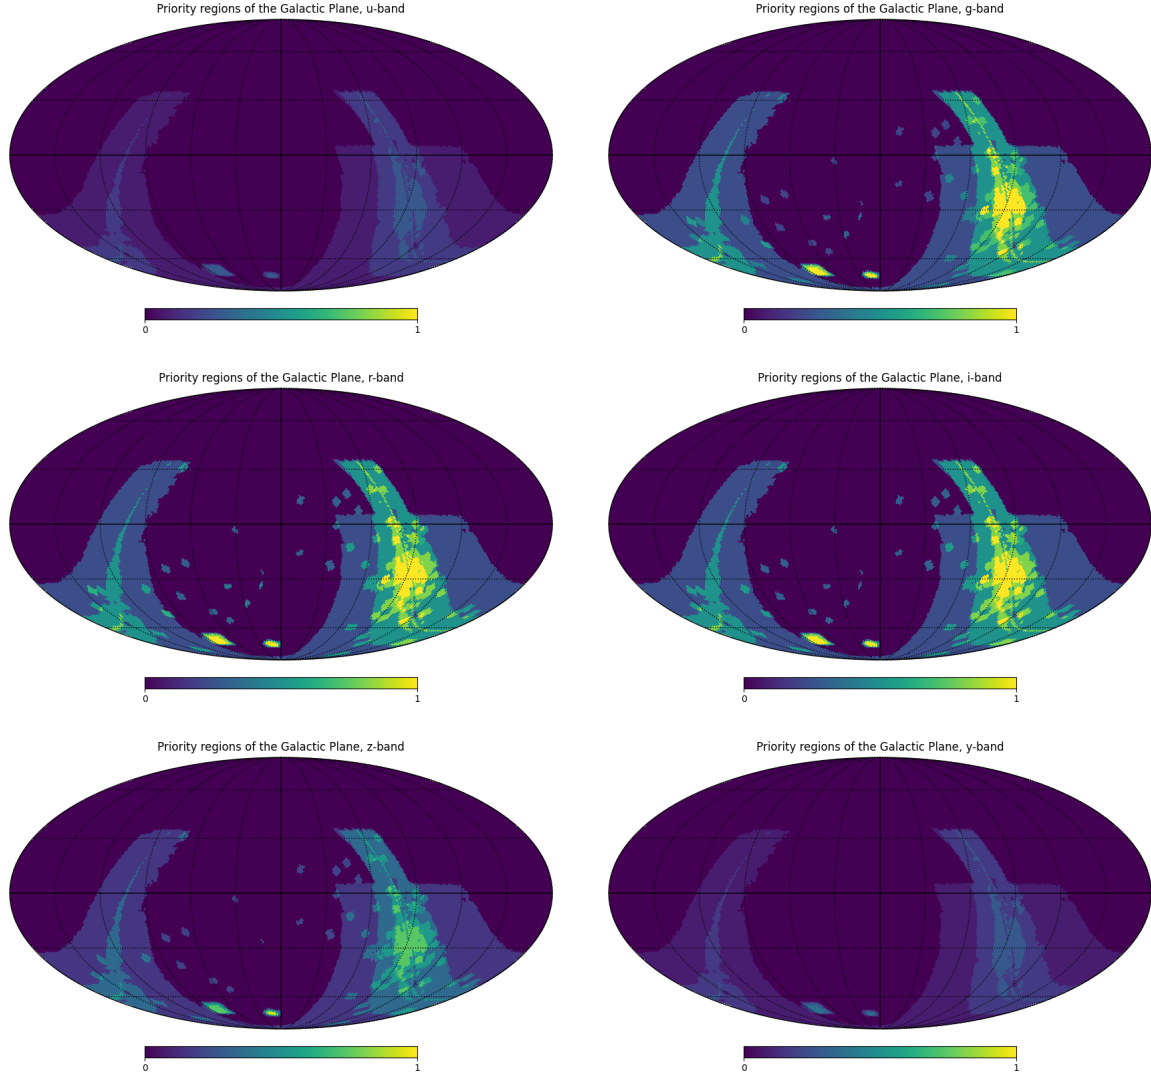 Priority regions of the Galactic Plane, u-band
0 1
Priority regions of the Galactic Plane, g-band
0 1
Priority regions of the Galactic Plane, r-band
0 1
Priority regions of the Galactic Plane, i-band
0 1
Priority regions of the Galactic Plane, z-band
0 1
Priority regions of the Galactic Plane, y-band
0 1